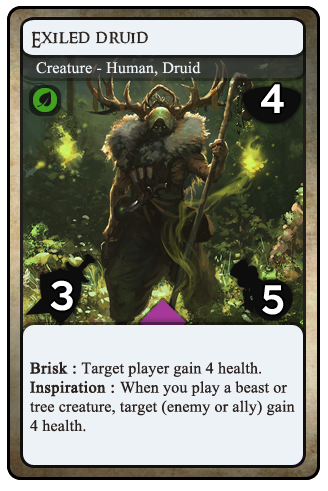 Exiled druid
Creature - Human, Druid
4
3
5
Brisk : Target player gain 4 health.
Inspiration : When you play a beast or
tree creature, target (enemy or ally) gain
4 health.